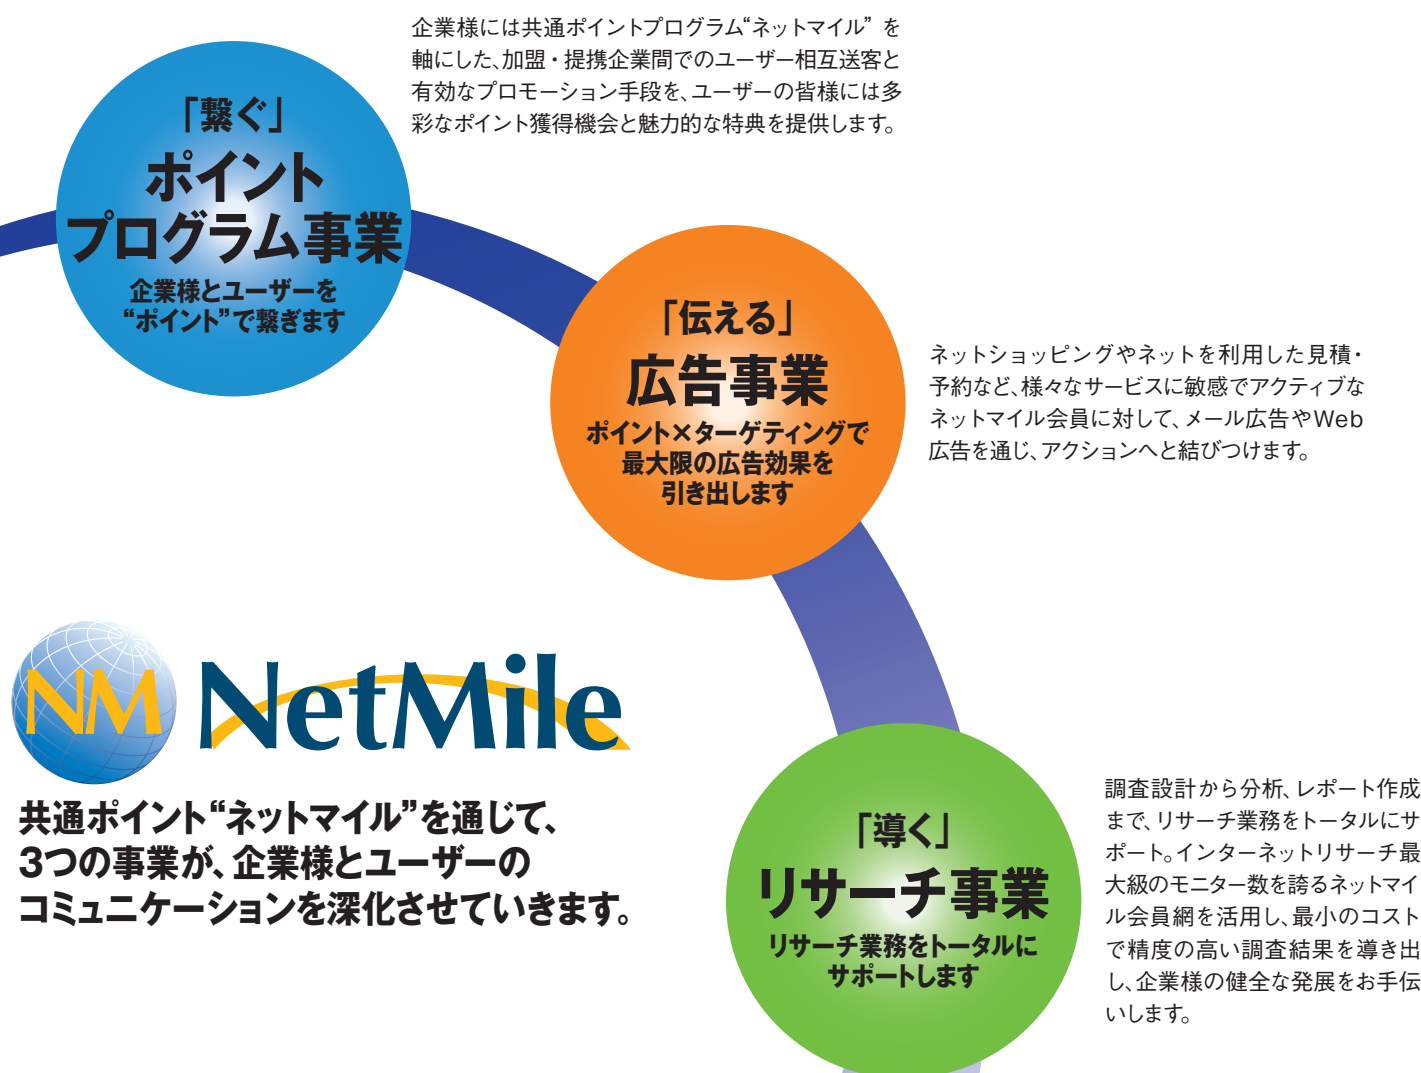 企業様には共通ポイントプログラム“ネットマイル” を
軸にした、加盟・提携企業間でのユーザー相互送客と
有効なプロモーション手段を、ユーザーの皆様には多
彩なポイント獲得機会と魅力的な特典を提供します。
「繋ぐ」
ポイント
プログラム事業
企業様とユーザーを
“ポイント”で繋ぎます
「伝える」
広告事業
ポイント×ターゲティングで
最大限の広告効果を
引き出します
ネットショッピングやネットを利用した見積・
予約など、様々なサービスに敏感でアクティブな
ネットマイル会員に対して、メール広告やWeb
広告を通じ、アクションへと結びつけます。
NM NetMile
共通ポイント“ネットマイル”を通じて、
3つの事業が、企業様とユーザーの
コミュニケーションを深化させていきます。
「導く」
リサーチ事業
リサーチ業務をトータルに
サポートします
調査設計から分析、レポート作成
まで、リサーチ業務をトータルにサ
ポート。インターネットリサーチ最
大級のモニター数を誇るネットマイ
ル会員網を活用し、最小のコスト
で精度の高い調査結果を導き出
し、企業様の健全な発展をお手伝
いします。